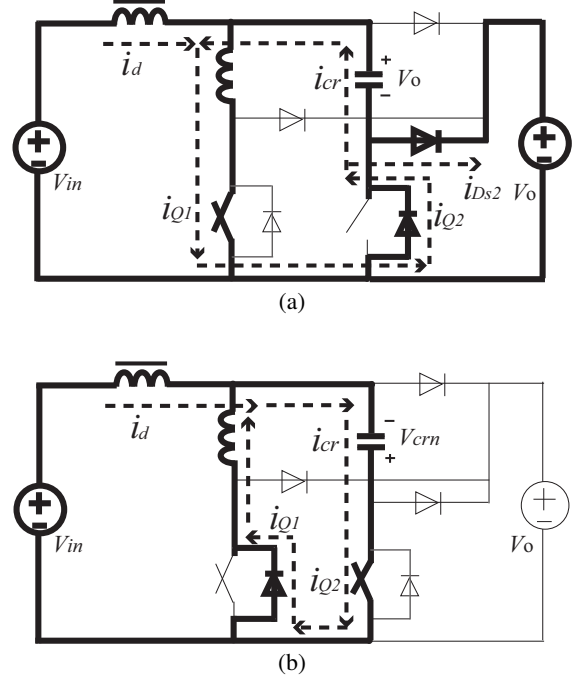 id
icr
+
Vo
−
Vin
iQ1
iDs2
iQ2
Vo
(a)
id
icr
−
Vcrn
+
Vin
iQ1
iQ2
Vo
(b)